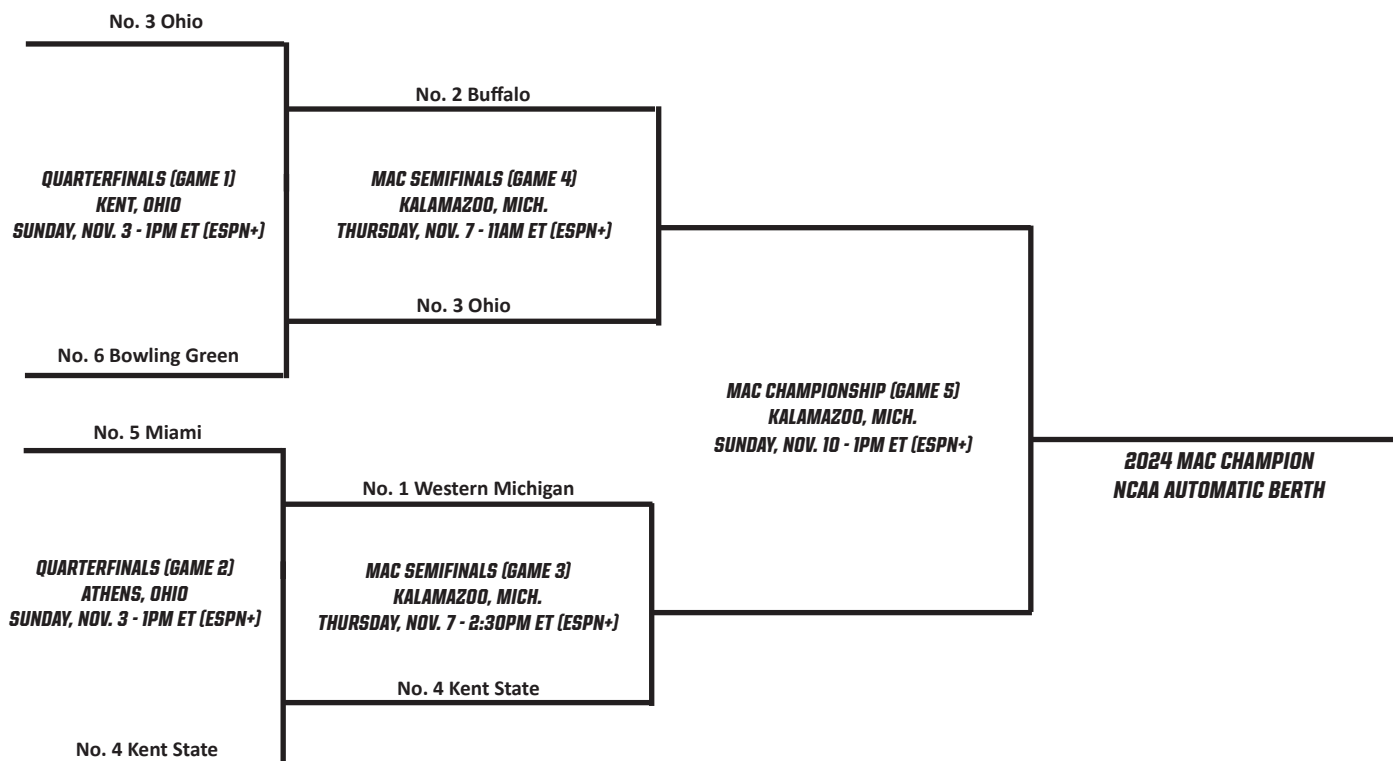 No. 3 Ohio
No. 2 Buffalo
QUARTERFINALS (GAME 1)
KENT, OHIO
SUNDAY, NOV. 3 - 1PM ET (ESPN+)
MAC SEMIFINALS (GAME 4)
KALAMAZOO, MICH.
THURSDAY, NOV. 7 - 11AM ET (ESPN+)
No. 3 Ohio
No. 6 Bowling Green
MAC CHAMPIONSHIP (GAME 5)
KALAMAZOO, MICH.
SUNDAY, NOV. 10 - 1PM ET (ESPN+)
No. 5 Miami
2024 MAC CHAMPION
NCAA AUTOMATIC BERTH
No. 1 Western Michigan
QUARTERFINALS (GAME 2)
ATHENS, OHIO
SUNDAY, NOV. 3 - 1PM ET (ESPN+)
MAC SEMIFINALS (GAME 3)
KALAMAZOO, MICH.
THURSDAY, NOV. 7 - 2:30PM ET (ESPN+)
No. 4 Kent State
No. 4 Kent State